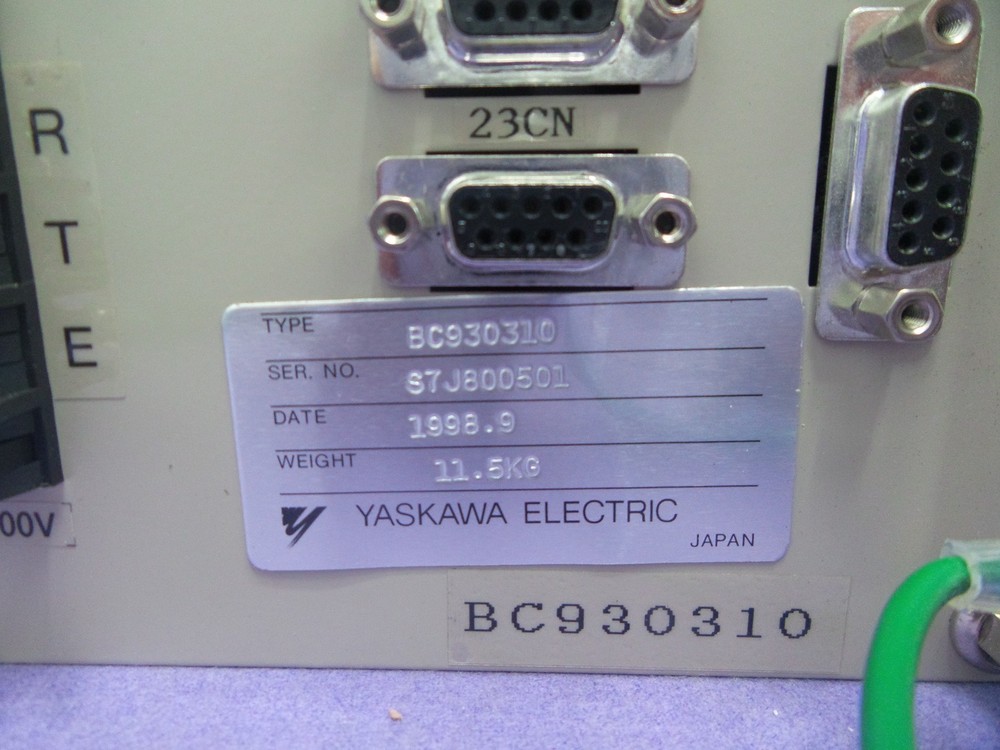 23CN
R
T
E
TYPE BC930310
SER. NO. S7J800501
DATE 1998.9
WEIGHT 11.5KG
YASKAWA ELECTRIC
JAPAN
00V
BC930310